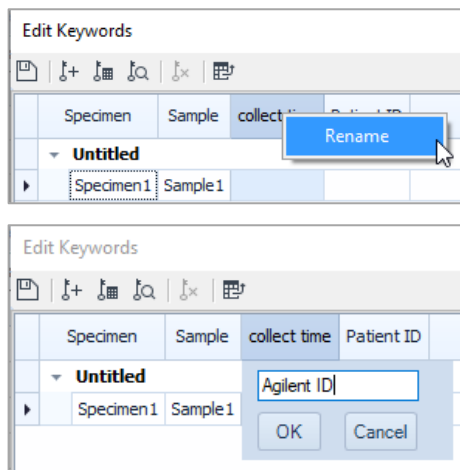 Edit Keywords
Specimen Sample collect
Rename
Untitled
Specimen1 Sample1
Edit Keywords
Specimen Sample collect time Patient ID
Untitled
Agilent ID
Specimen1 Sample1
OK Cancel